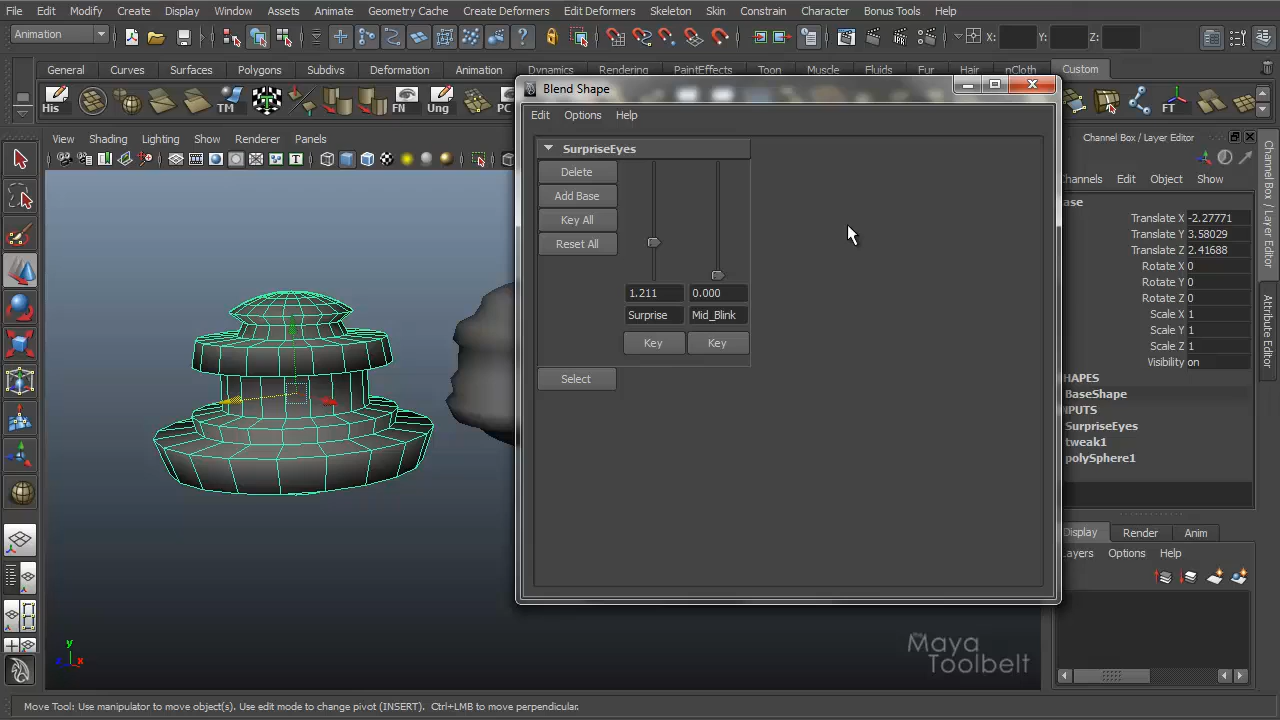 File Edit Modify Create Display Window Assets Animate Geometry Cache Create Deformers Edit Deformers Skeleton Skin Constrain Character Bonus Tools Help
Animation X: Y: Z:
General Curves Surfaces Polygons Subdivs Deformation Animation Dynamics Rendering PaintEffects Toon Muscle Fluids Fur Hair nCloth Custom
His TM FN Ung PC FT
Blend Shape
Edit Options Help
View Shading Lighting Show Renderer Panels
SurpriseEyes
Delete
Add Base
Key All
Reset All
1.211 0.000
Surprise Mid_Blink
Key Key
Select
Channel Box / Layer Editor
hannels Edit Object Show
ase
Translate X -2.27771
Translate Y 3.58029
Translate Z 2.41688
Rotate X 0
Rotate Y 0
Rotate Z 0
Scale X 1
Scale Y 1
Scale Z 1
Visibility on
HAPES
BaseShape
NPUTS
SurpriseEyes
tweak1
polySphere1
Display Render Anim
ayers Options Help
Channel Box / Layer Editor
Attribute Editor
y
z x
the Maya
Toolbelt
Move Tool: Use manipulator to move object(s). Use edit mode to change pivot (INSERT). Ctrl+LMB to move perpendicular.